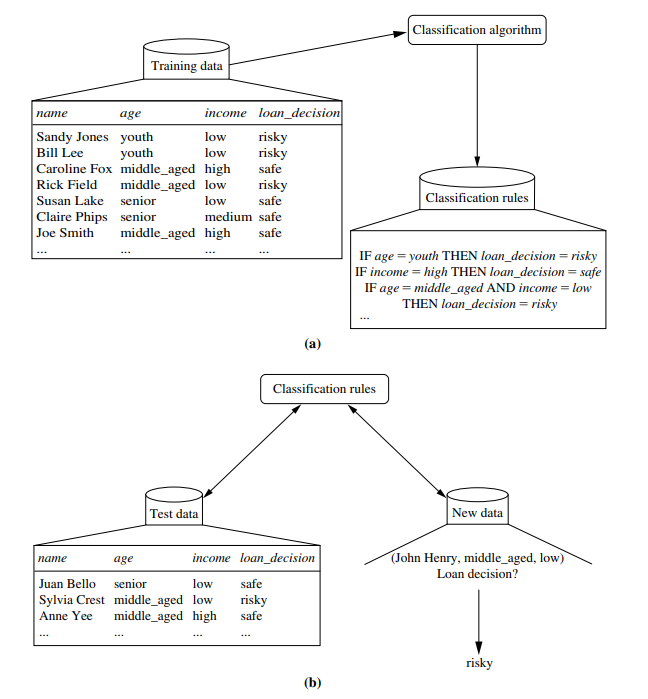 Classification algorithm
Training data
name age income loan_decision
Sandy Jones youth low risky
Bill Lee youth low risky
Caroline Fox middle_aged high safe
Rick Field middle_aged low risky
Susan Lake senior low safe
Claire Phips senior medium safe
Joe Smith middle_aged high safe
... ... ... ...
Classification rules
IF age = youth THEN loan_decision = risky
IF income = high THEN loan_decision = safe
IF age = middle_aged AND income = low
THEN loan_decision = risky
...
(a)
Classification rules
Test data
name age income loan_decision
Juan Bello senior low safe
Sylvia Crest middle_aged low risky
Anne Yee middle_aged high safe
... ... ... ...
New data
(John Henry, middle_aged, low)
Loan decision?
risky
(b)